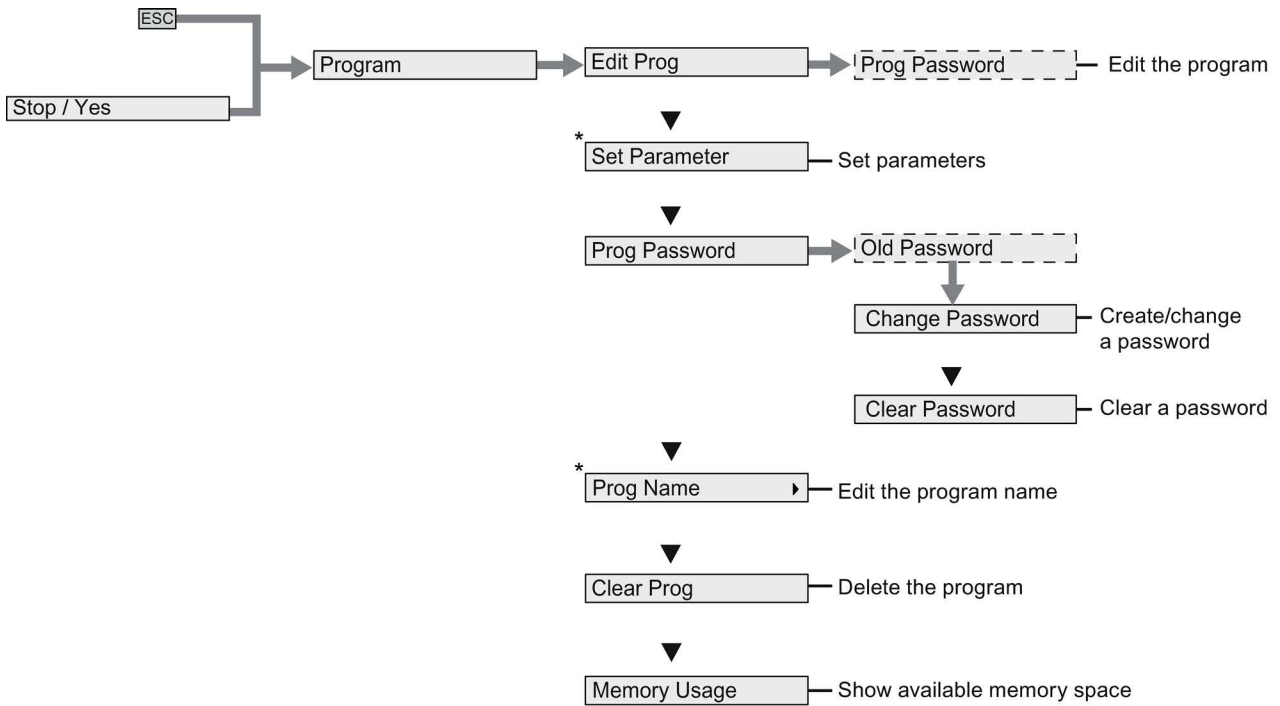 ESC
Stop / Yes
Program
Edit Prog
Prog Password
Edit the program
*
Set Parameter
Set parameters
Prog Password
Old Password
Change Password
Create/change
a password
Clear Password
Clear a password
*
Prog Name
Edit the program name
Clear Prog
Delete the program
Memory Usage
Show available memory space